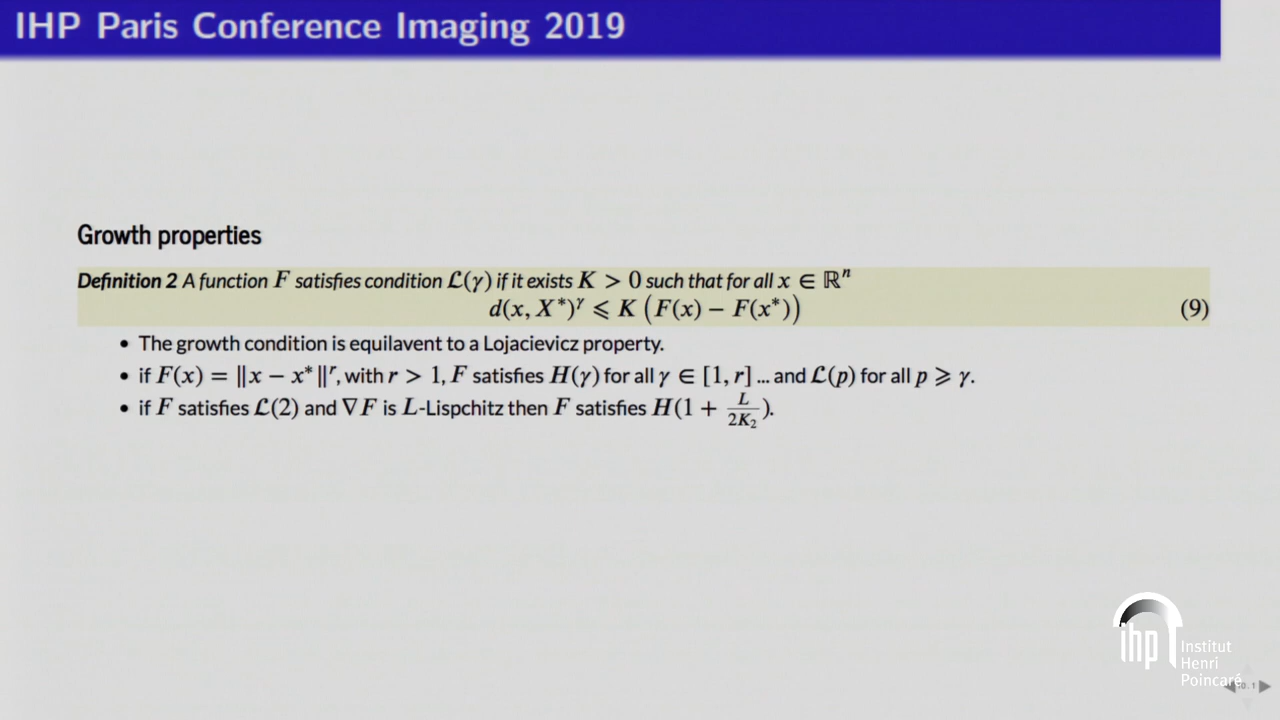 IHP Paris Conference Imaging 2019
Growth properties
Definition 2 A function F satisfies condition ℒ(γ) if it exists K > 0 such that for all x ∈ ℝⁿ
d(x, X*)^γ ⩽ K (F(x) − F(x*)) (9)
• The growth condition is equilavent to a Lojacievicz property.
• if F(x) = ‖x − x*‖^r, with r > 1, F satisfies H(γ) for all γ ∈ [1, r] ... and ℒ(p) for all p ⩾ γ.
• if F satisfies ℒ(2) and ∇F is L-Lispchitz then F satisfies H(1 + L/2K₂).
ihp
Institut
Henri
Poincaré